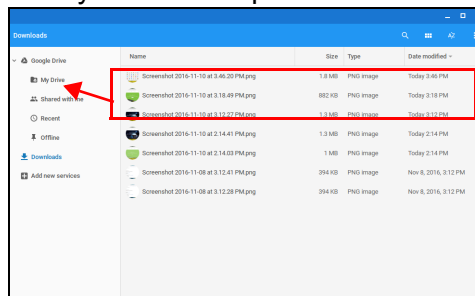 Downloads
Google Drive
My Drive
Shared with me
Recent
Offline
Downloads
Add new services
Name Size Type Date modified
Screenshot 2016-11-10 at 3.46.20 PM.png 1.8 MB PNG image Today 3:46 PM
Screenshot 2016-11-10 at 3.18.49 PM.png 882 KB PNG image Today 3:18 PM
Screenshot 2016-11-10 at 3.12.27 PM.png 1.3 MB PNG image Today 3:12 PM
Screenshot 2016-11-10 at 2.14.41 PM.png 1.3 MB PNG image Today 2:14 PM
Screenshot 2016-11-10 at 2.14.03 PM.png 1 MB PNG image Today 2:14 PM
Screenshot 2016-11-08 at 3.12.41 PM.png 394 KB PNG image Nov 8, 2016, 3:12 PM
Screenshot 2016-11-08 at 3.12.28 PM.png 394 KB PNG image Nov 8, 2016, 3:12 PM